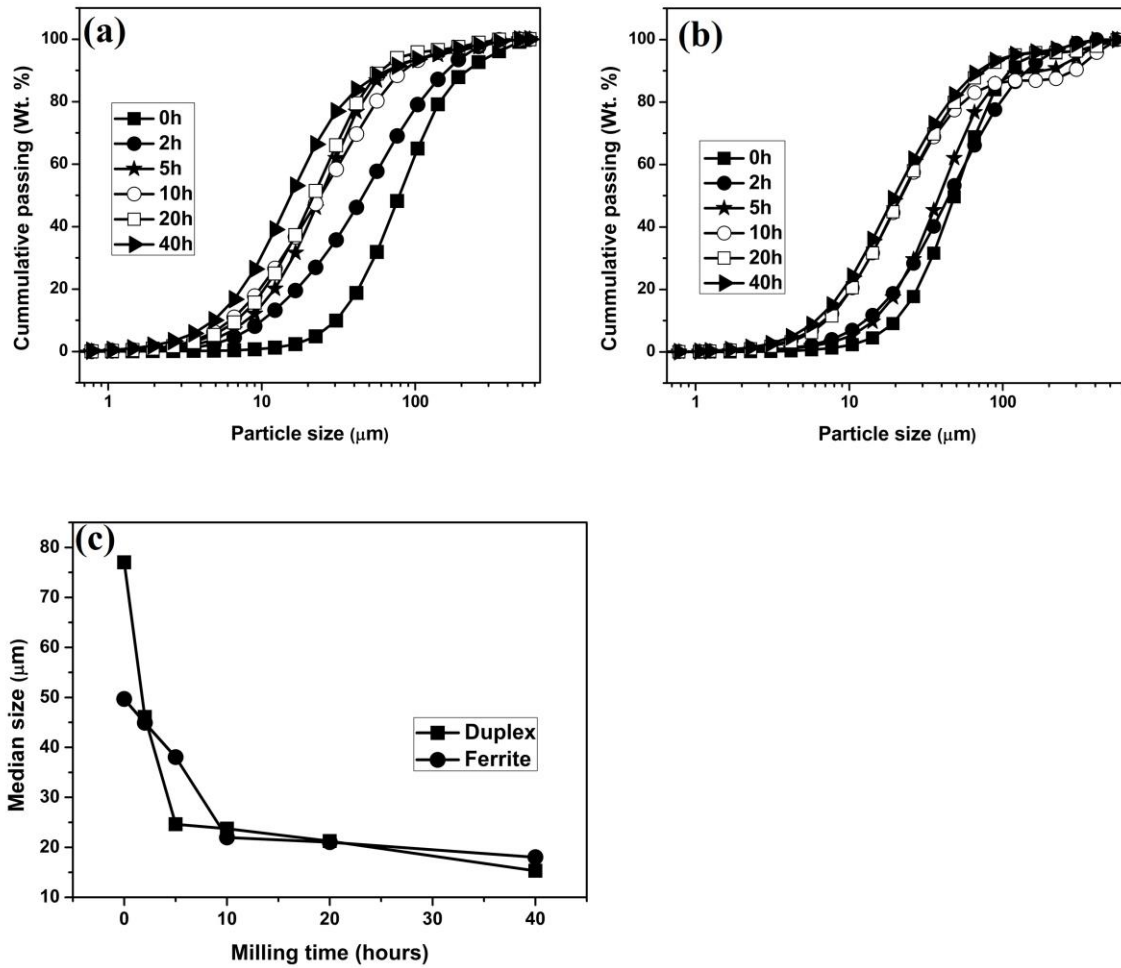 (a)
100
80
60
40
20
0
Cummulative passing (Wt. %)
0h
2h
5h
10h
20h
40h
1
10
100
Particle size (μm)
(b)
100
80
60
40
20
0
Cummulative passing (Wt. %)
0h
2h
5h
10h
20h
40h
1
10
100
Particle size (μm)
(c)
80
70
60
50
40
30
20
10
Median size (μm)
Duplex
Ferrite
0
10
20
30
40
Milling time (hours)